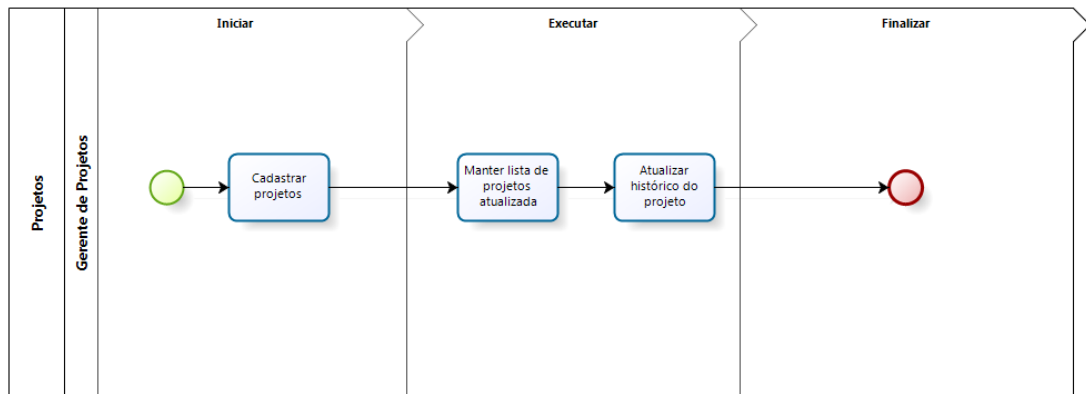 Iniciar
Executar
Finalizar
Projetos
Gerente de Projetos
Cadastrar
projetos
Manter lista de
projetos
atualizada
Atualizar
histórico do
projeto